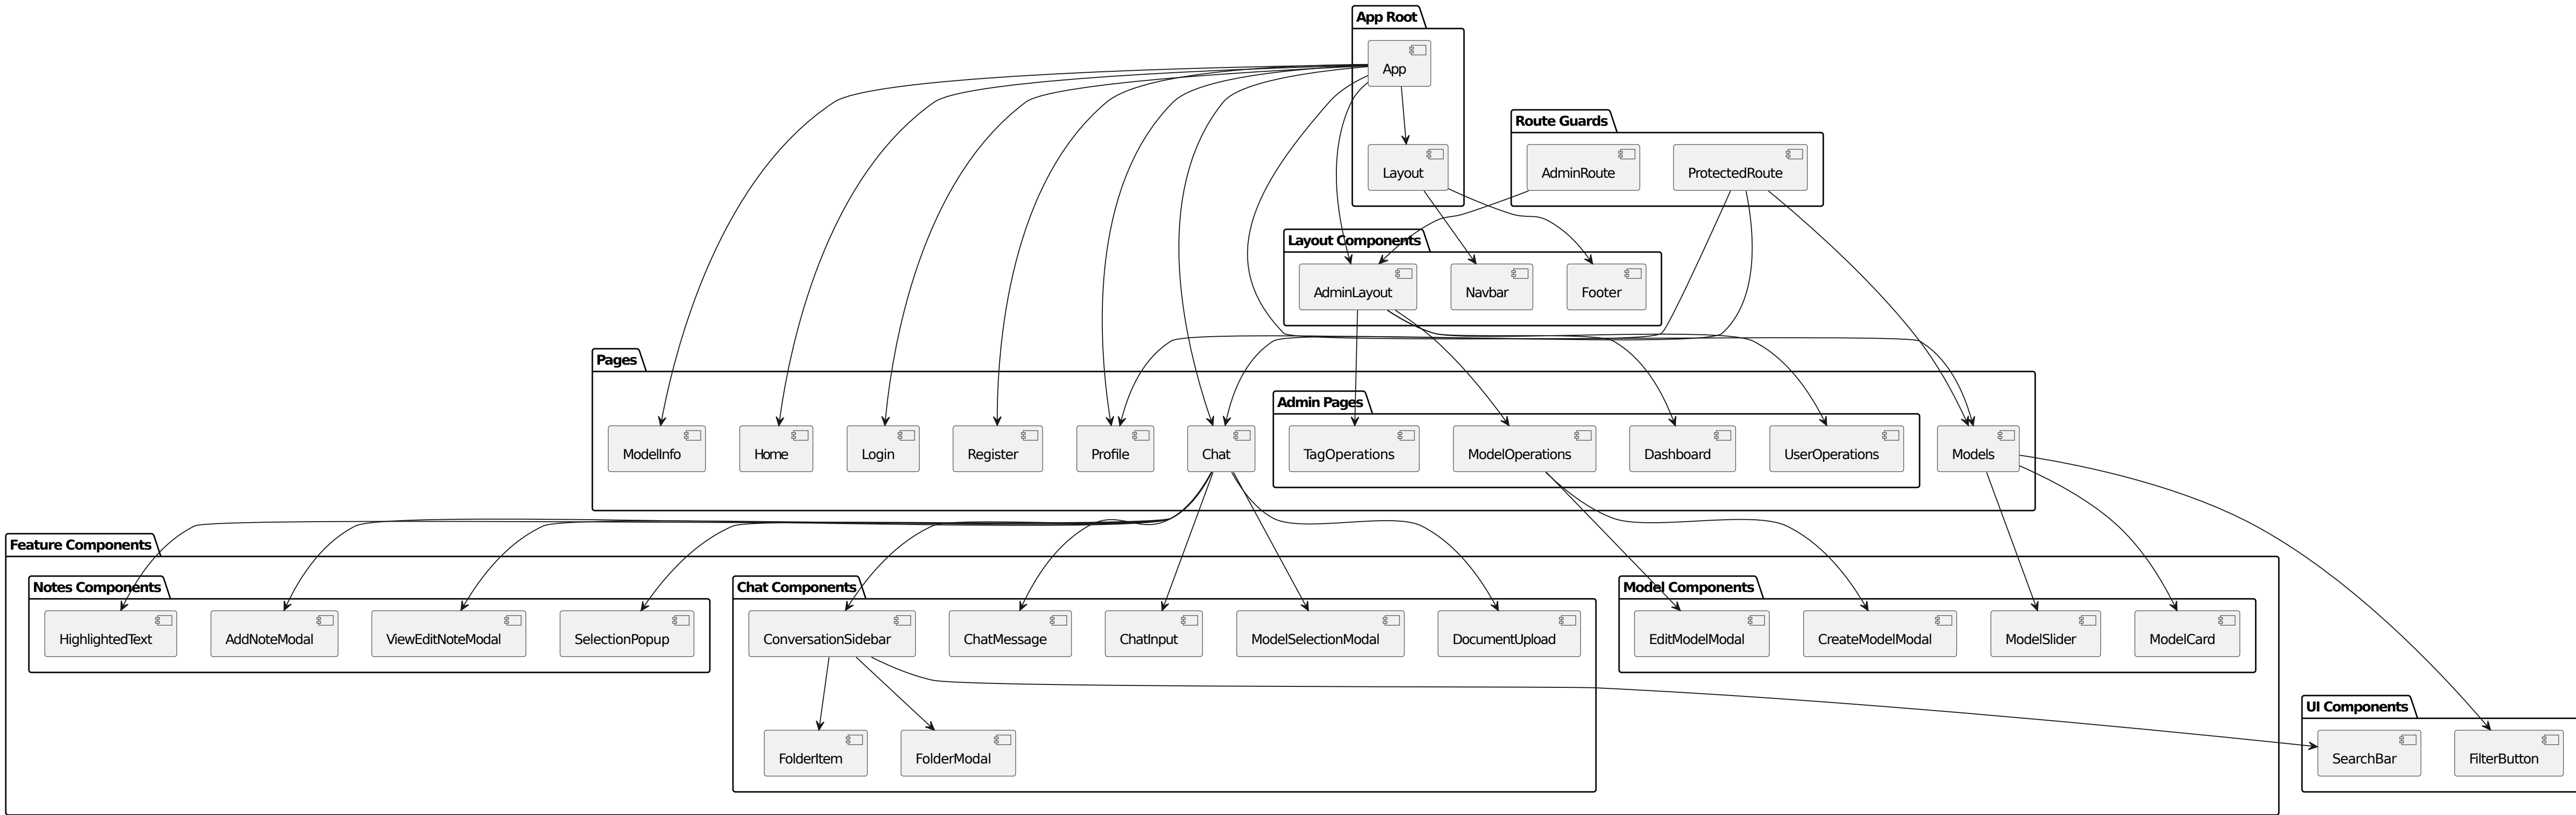 App Root
App
Route Guards
Layout
AdminRoute
ProtectedRoute
Layout Components
AdminLayout
Navbar
Footer
Pages
Admin Pages
ModelInfo
Home
Login
Register
Profile
Chat
TagOperations
ModelOperations
Dashboard
UserOperations
Models
Feature Components
Notes Components
Chat Components
Model Components
HighlightedText
AddNoteModal
ViewEditNoteModal
SelectionPopup
ConversationSidebar
ChatMessage
ChatInput
ModelSelectionModal
DocumentUpload
EditModelModal
CreateModelModal
ModelSlider
ModelCard
UI Components
FolderItem
FolderModal
SearchBar
FilterButton